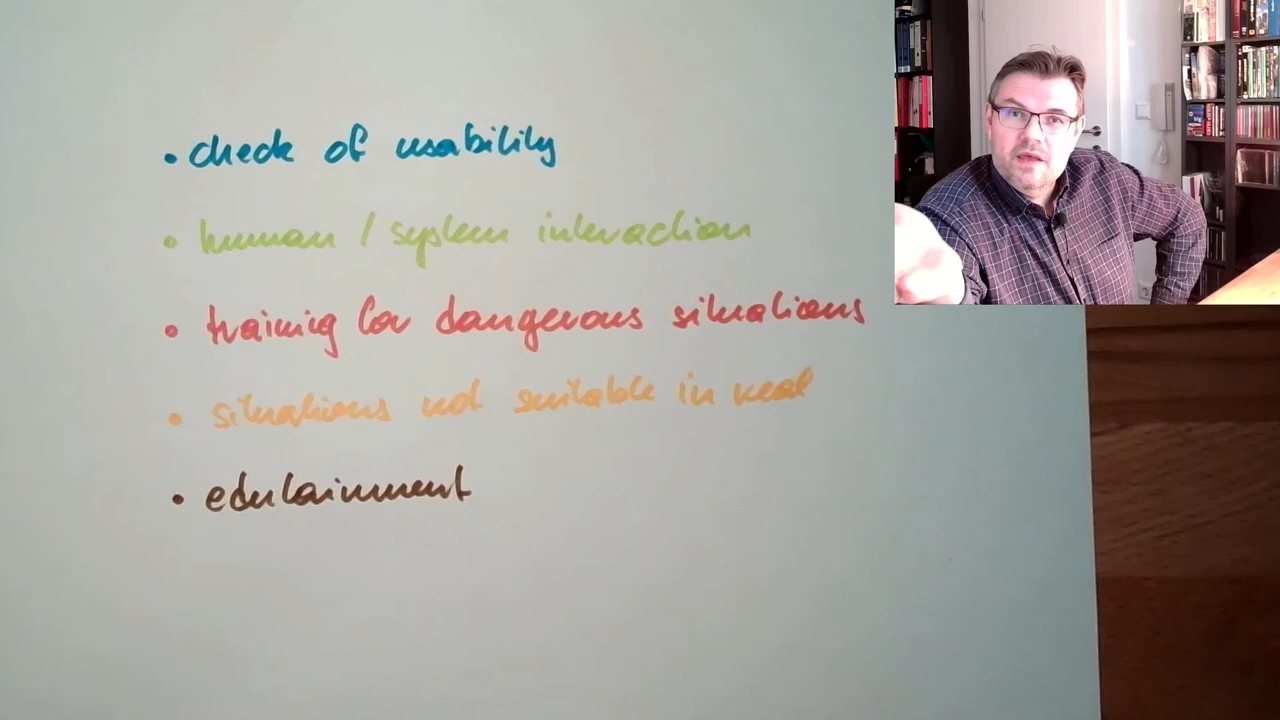 • check of usability
• human / system interaction
• training for dangerous situations
• situations not suitable in real
• edutainment